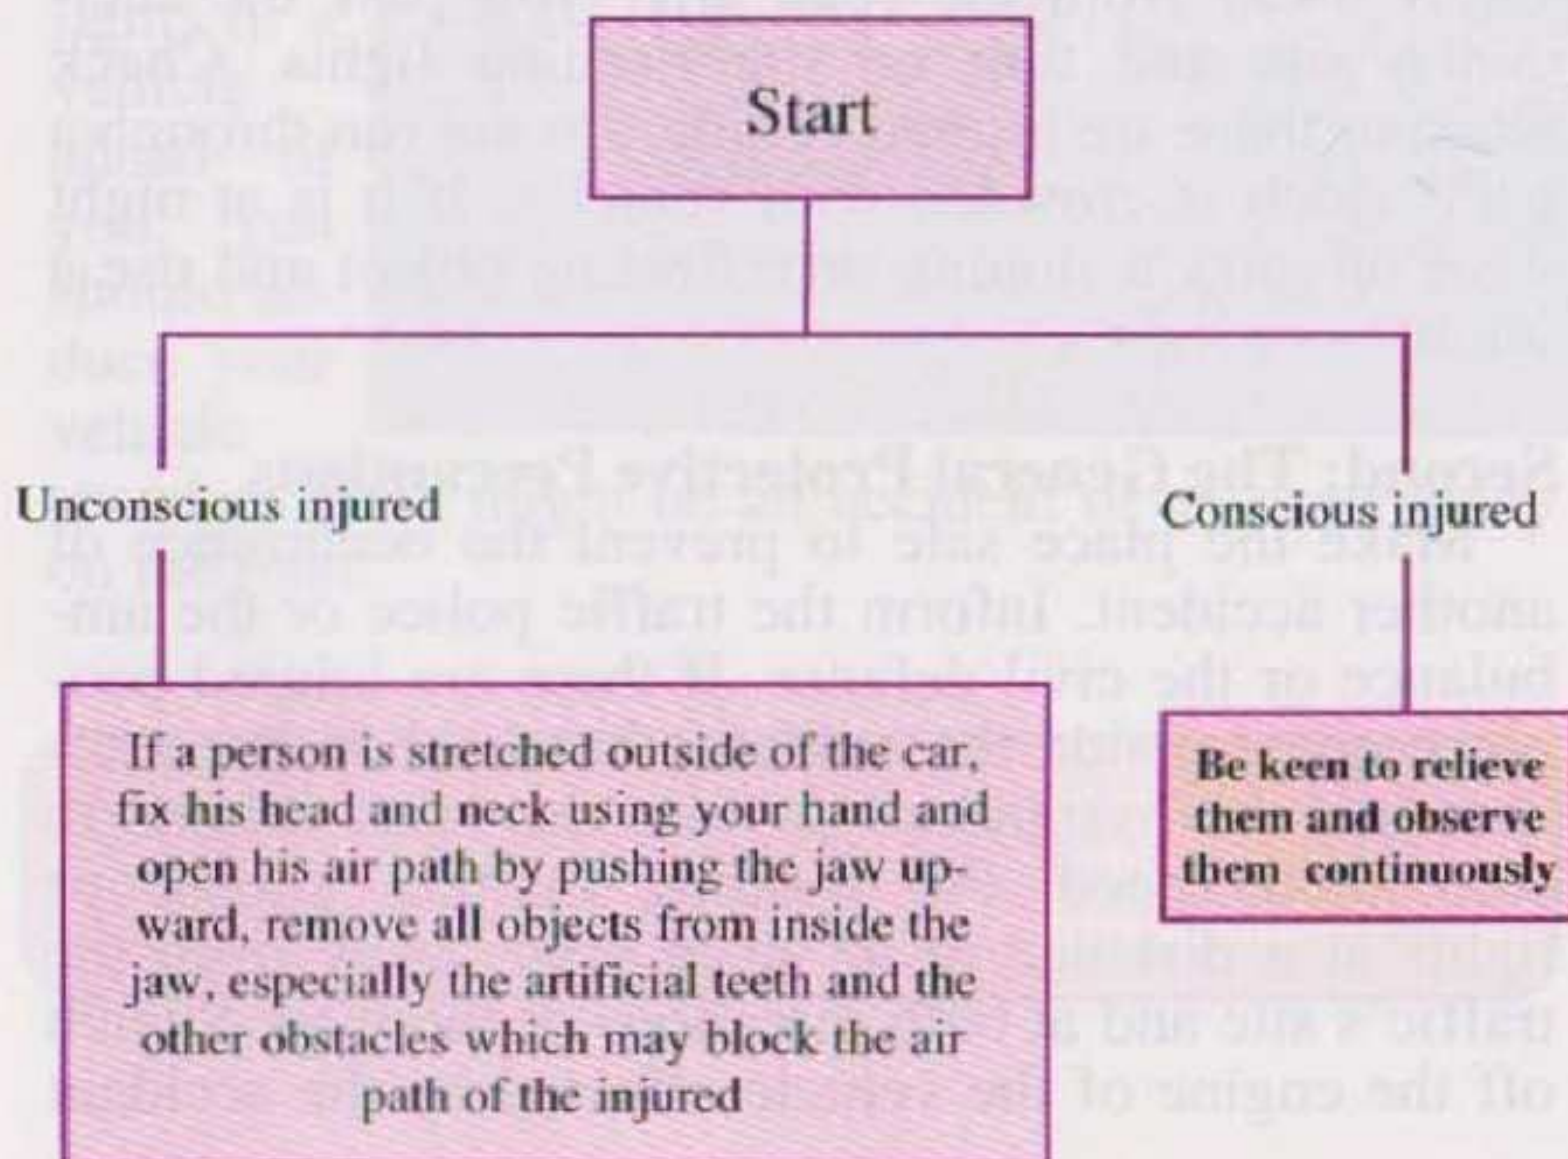 Start
Unconscious injured
Conscious injured
If a person is stretched outside of the car,
fix his head and neck using your hand and
open his air path by pushing the jaw up-
ward, remove all objects from inside the
jaw, especially the artificial teeth and the
other obstacles which may block the air
path of the injured
Be keen to relieve
them and observe
them continuously